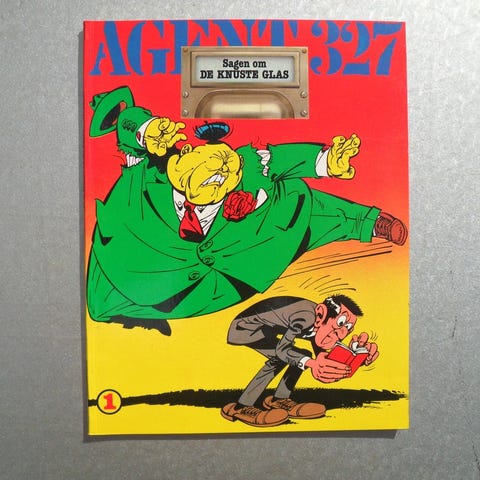 AGENT 327
Sagen om
DE KNUSTE GLAS
1